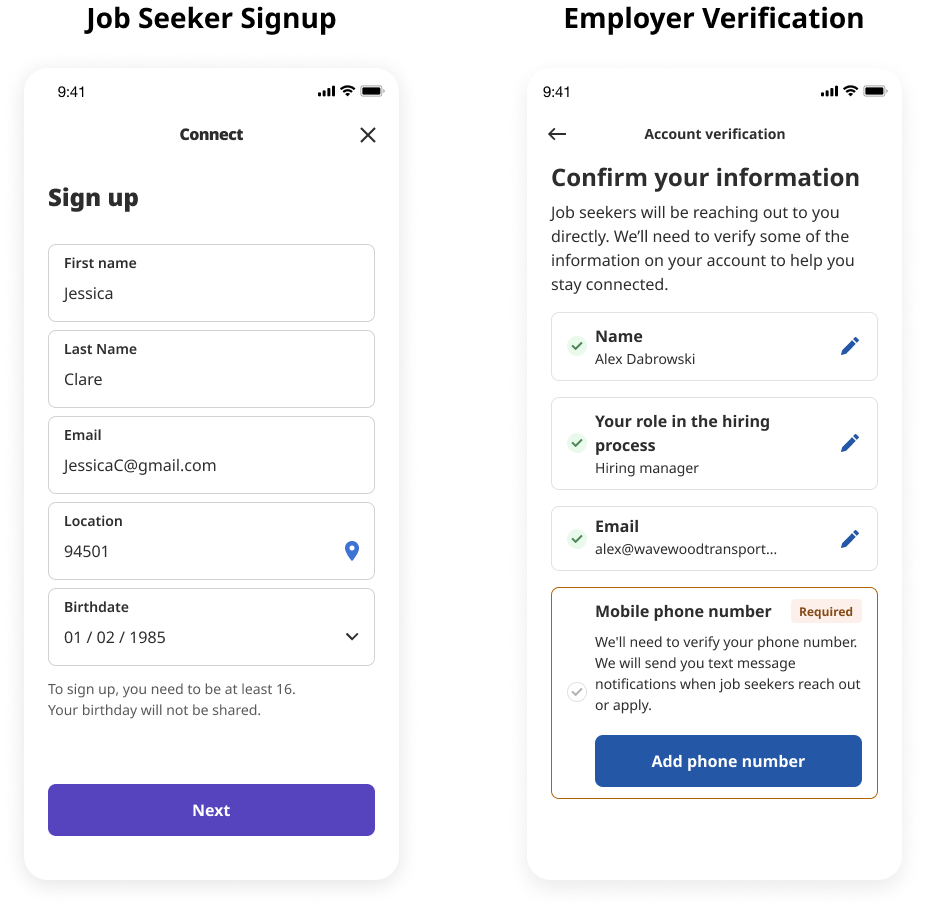 Job Seeker Signup
9:41
Connect
Sign up
First name
Jessica
Last Name
Clare
Email
JessicaC@gmail.com
Location
94501
Birthdate
01 / 02 / 1985
To sign up, you need to be at least 16.
Your birthday will not be shared.
Next
Employer Verification
9:41
Account verification
Confirm your information
Job seekers will be reaching out to you
directly. We’ll need to verify some of the
information on your account to help you
stay connected.
Name
Alex Dabrowski
Your role in the hiring
process
Hiring manager
Email
alex@wavewoodtransport...
Mobile phone number
Required
We'll need to verify your phone number.
We will send you text message
notifications when job seekers reach out
or apply.
Add phone number